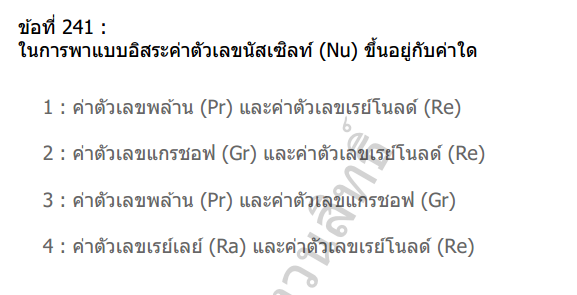 ข้อที่ 241 :
ในการพาแบบอิสระค่าตัวเลขนัสเซิลท์ (Nu) ขึ้นอยู่กับค่าใด
1 : ค่าตัวเลขพล้าน (Pr) และค่าตัวเลขเรย์โนลด์ (Re)
2 : ค่าตัวเลขแกรชอฟ (Gr) และค่าตัวเลขเรย์โนลด์ (Re)
3 : ค่าตัวเลขพล้าน (Pr) และค่าตัวเลขแกรชอฟ (Gr)
4 : ค่าตัวเลขเรย์เลย์ (Ra) และค่าตัวเลขเรย์โนลด์ (Re)
วนสิทธิ์